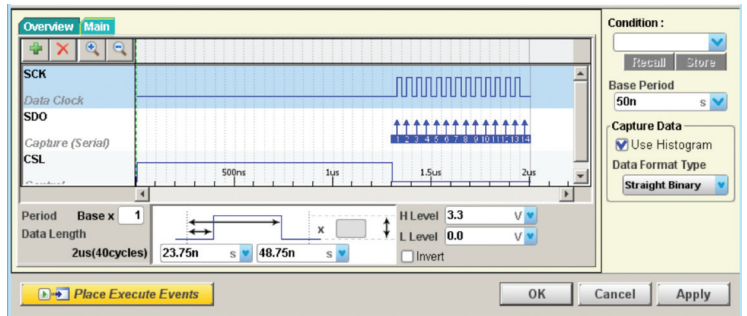 Overview Main
SCK
Data Clock
SDO
Capture (Serial)
1 2 3 4 5 6 7 8 9 10 11 12 13 14
CSL
Control
500ns 1us 1.5us 2us
Period Base x 1
Data Length
2us(40cycles)
23.75n s 48.75n s
x
H Level 3.3 V
L Level 0.0 V
Invert
Place Execute Events
OK Cancel Apply
Condition :
Recall Store
Base Period
50n s
Capture Data
Use Histogram
Data Format Type
Straight Binary